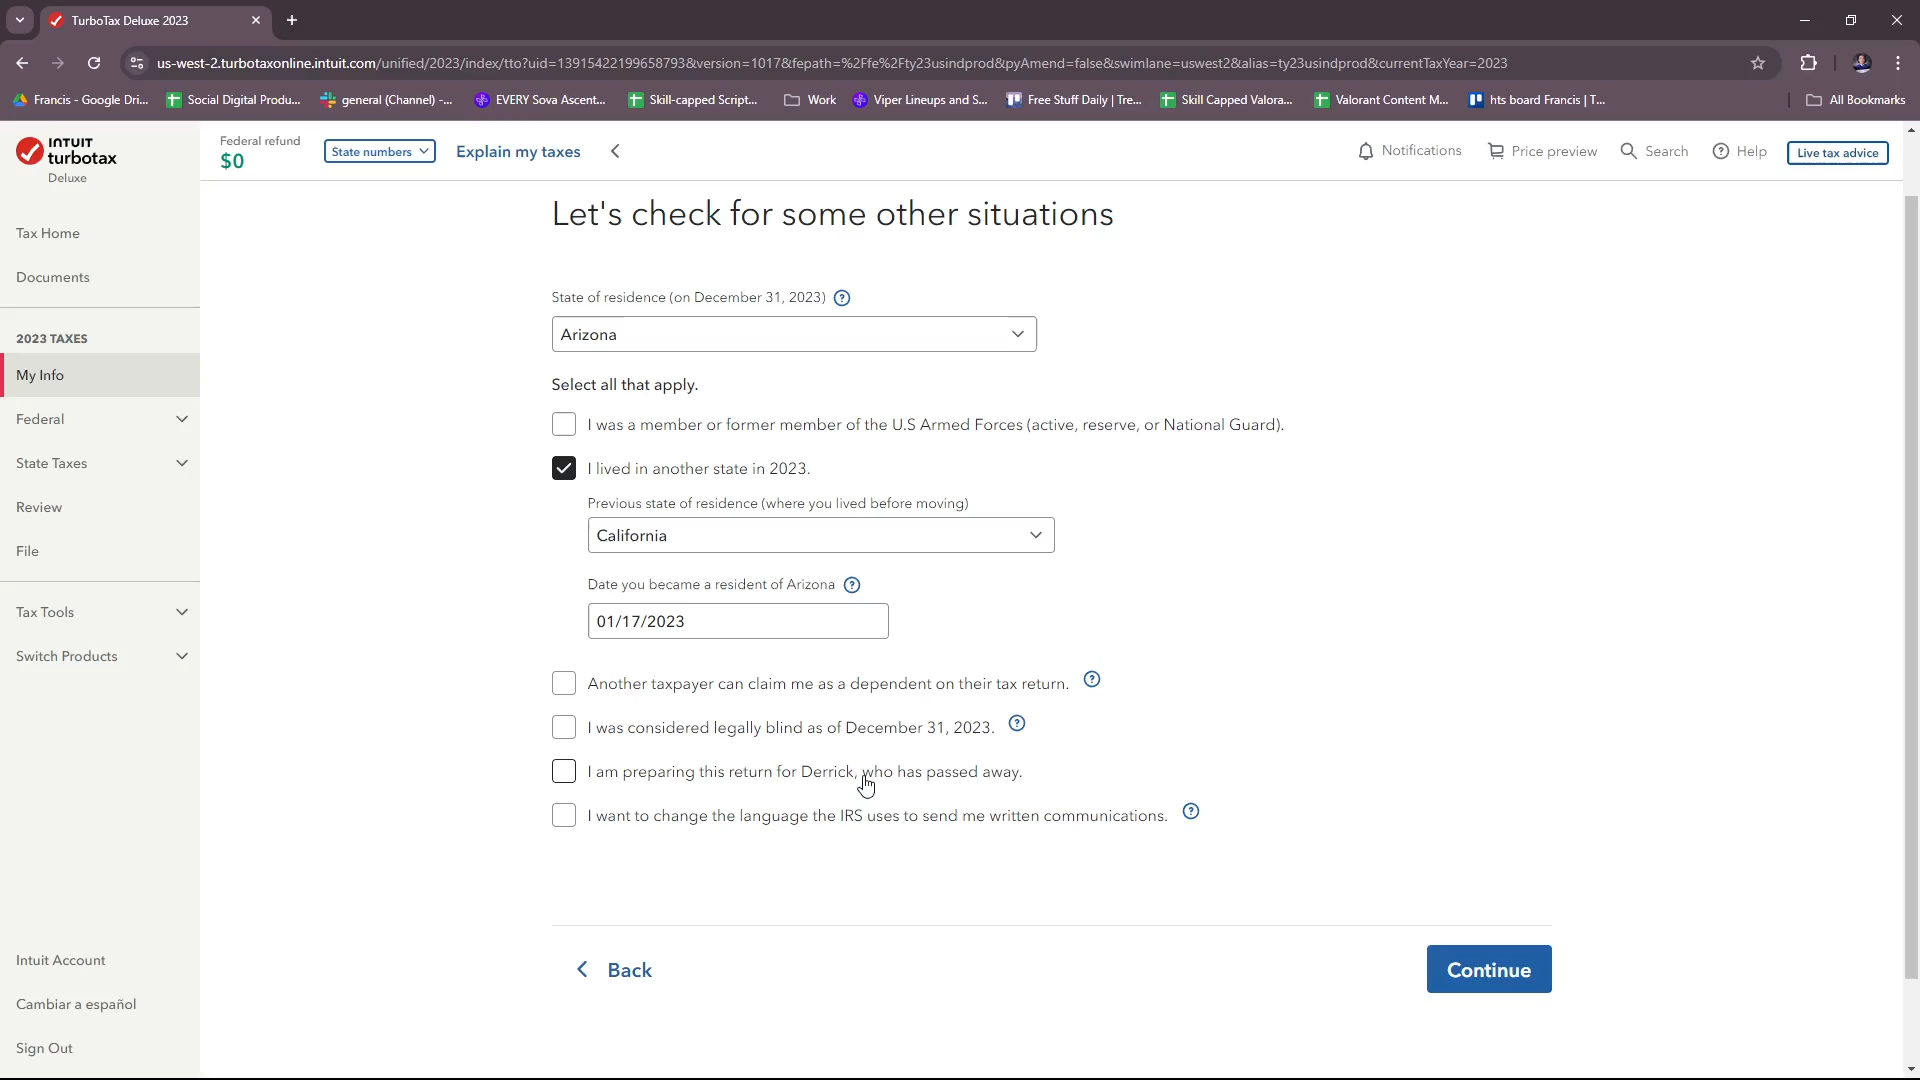 TurboTax Deluxe 2023
us-west-2.turbotaxonline.intuit.com/unified/2023/index/tto?uid=13915422199658793&version=1017&fepath=%2Ffe%2Fty23usindprod&pyAmend=false&swimlane=uswest2&alias=ty23usindprod&currentTaxYear=2023
Francis - Google Dri... Social Digital Produ... general (Channel) -... EVERY Sova Ascent... Skill-capped Script... Work Viper Lineups and S... Free Stuff Daily | Tre... Skill Capped Valora... Valorant Content M... hts board Francis | T... All Bookmarks
INTUIT
turbotax
Deluxe
Federal refund
$0
State numbers
Explain my taxes
Notifications
Price preview
Search
Help
Live tax advice
Tax Home
Documents
2023 TAXES
My Info
Federal
State Taxes
Review
File
Tax Tools
Switch Products
Intuit Account
Cambiar a español
Sign Out
Let's check for some other situations
State of residence (on December 31, 2023)
Arizona
Select all that apply.
I was a member or former member of the U.S Armed Forces (active, reserve, or National Guard).
I lived in another state in 2023.
Previous state of residence (where you lived before moving)
California
Date you became a resident of Arizona
01/17/2023
Another taxpayer can claim me as a dependent on their tax return.
I was considered legally blind as of December 31, 2023.
I am preparing this return for Derrick, who has passed away.
I want to change the language the IRS uses to send me written communications.
Back
Continue